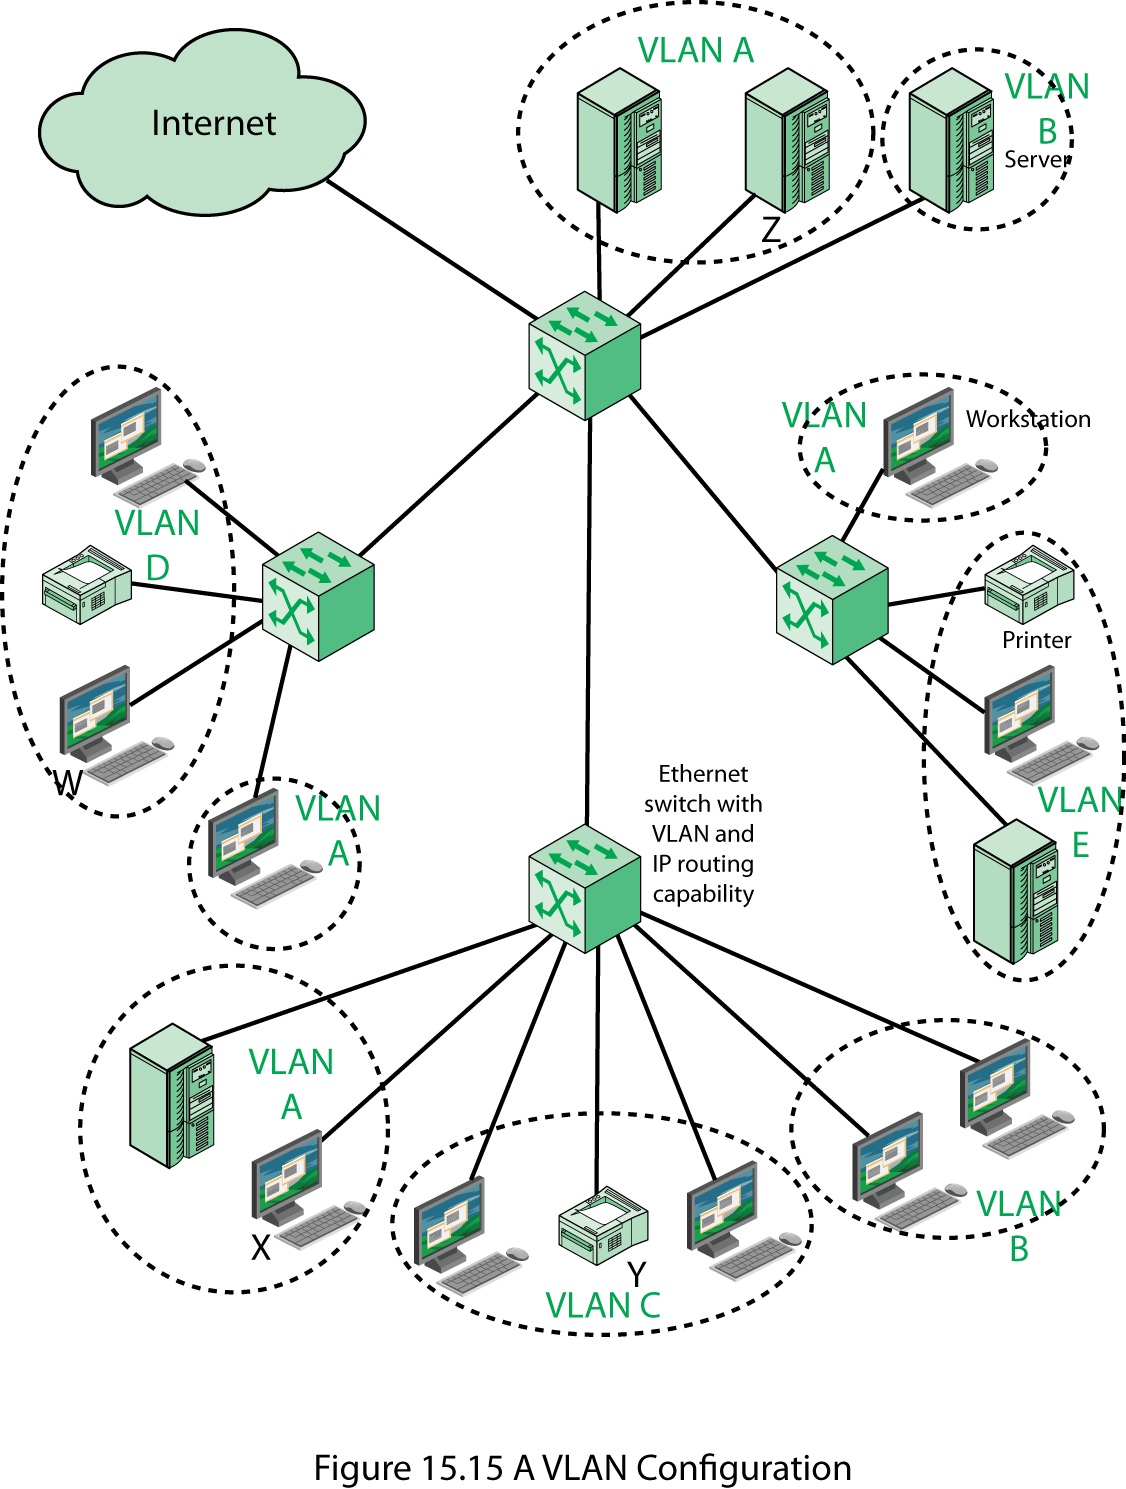 VLAN A
Internet
VLAN
B
Server
Z
VLAN
A
Workstation
VLAN
D
Printer
W
VLAN
A
Ethernet
switch with
VLAN and
IP routing
capability
VLAN
E
VLAN
A
X
VLAN
B
Y
VLAN C
Figure 15.15 A VLAN Configuration